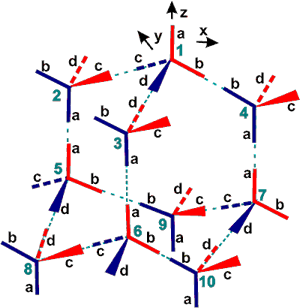 z
y x
a
1
b c d b
d c
2 b
a b d
d c
b
3 4
a a
a a
a
5 b c 7
c d b d b
9
a c
b d c 6 b d
8 a
a d b c
10
a